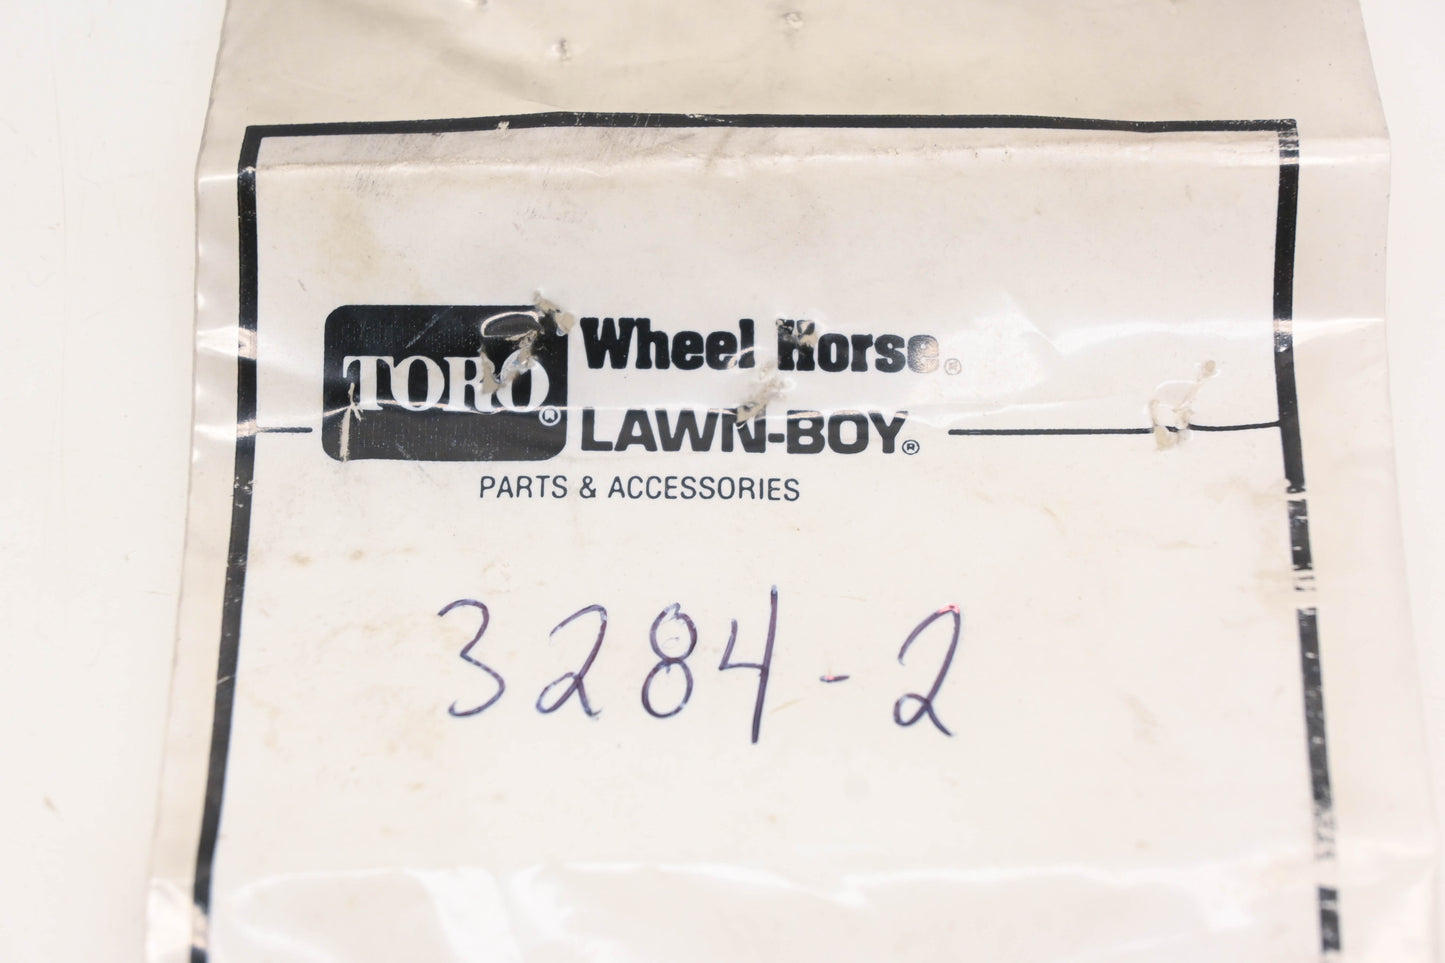 TORO®
Wheel Horse®
LAWN-BOY®
PARTS & ACCESSORIES
3284-2